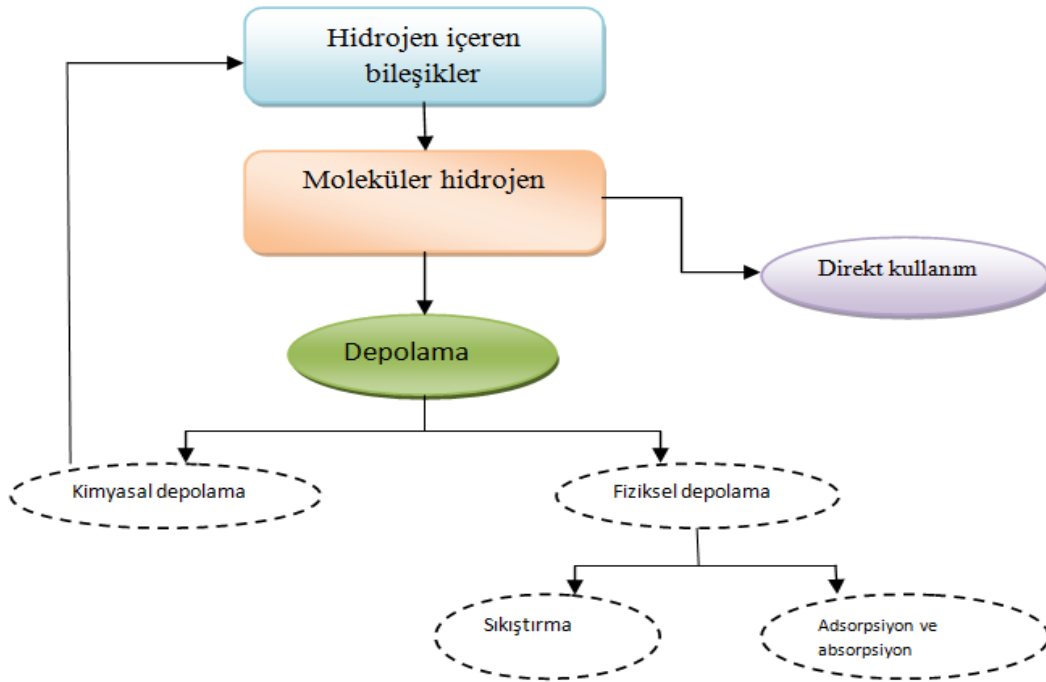 Hidrojen içeren
bileşikler
Moleküler hidrojen
Direkt kullanım
Depolama
Kimyasal depolama
Fiziksel depolama
Sıkıştırma
Adsorpsiyon ve
absorpsiyon